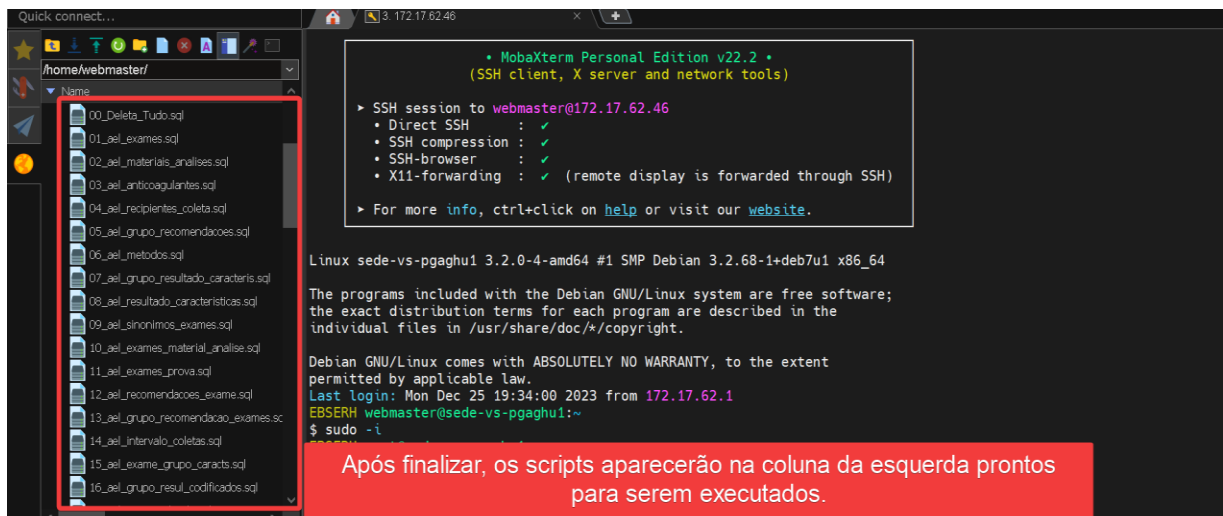 Quick connect...
3. 172.17.62.46
/home/webmaster/
Name
00_Deleta_Tudo.sql
01_ael_exames.sql
02_ael_materiais_analises.sql
03_ael_anticoagulantes.sql
04_ael_recipientes_coleta.sql
05_ael_grupo_recomendacoes.sql
06_ael_metodos.sql
07_ael_grupo_resultado_caracteris.sql
08_ael_resultado_caracteristicas.sql
09_ael_sinonimos_exames.sql
10_ael_exames_material_analise.sql
11_ael_exames_prova.sql
12_ael_recomendacoes_exame.sql
13_ael_grupo_recomendacao_exames.sc
14_ael_intervalo_coletas.sql
15_ael_exame_grupo_caracts.sql
16_ael_grupo_resul_codificados.sql
• MobaXterm Personal Edition v22.2 •
(SSH client, X server and network tools)
➤ SSH session to webmaster@172.17.62.46
• Direct SSH : ✔
• SSH compression : ✔
• SSH-browser : ✔
• X11-forwarding : ✔ (remote display is forwarded through SSH)
➤ For more info, ctrl+click on help or visit our website.
Linux sede-vs-pgaghu1 3.2.0-4-amd64 #1 SMP Debian 3.2.68-1+deb7u1 x86_64
The programs included with the Debian GNU/Linux system are free software;
the exact distribution terms for each program are described in the
individual files in /usr/share/doc/*/copyright.
Debian GNU/Linux comes with ABSOLUTELY NO WARRANTY, to the extent
permitted by applicable law.
Last login: Mon Dec 25 19:34:00 2023 from 172.17.62.1
EBSERH webmaster@sede-vs-pgaghu1:~
$ sudo -i
Após finalizar, os scripts aparecerão na coluna da esquerda prontos
para serem executados.